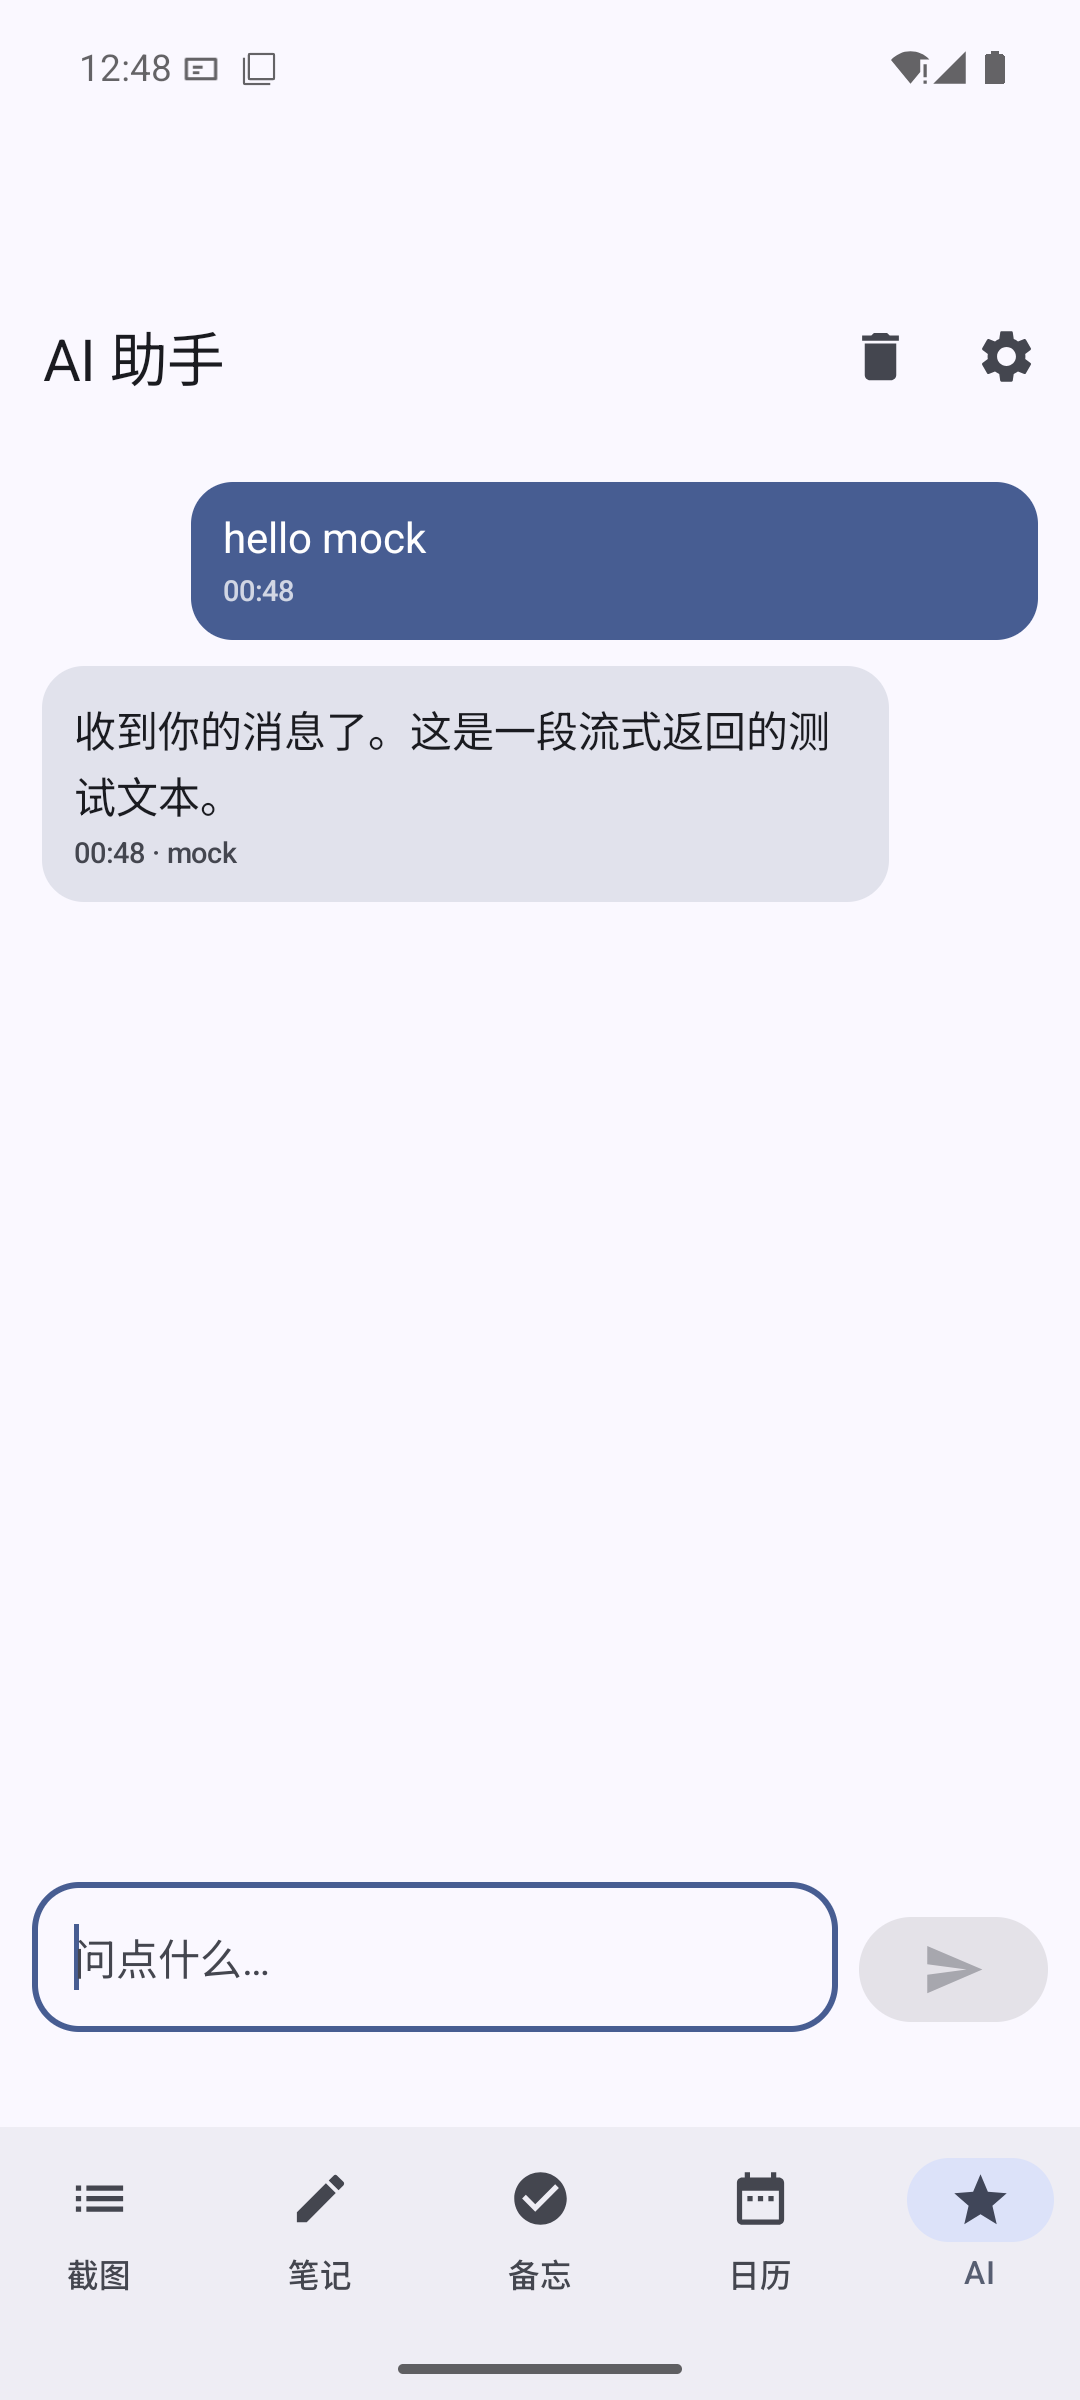 12:48
AI 助手
hello mock
00:48
收到你的消息了。这是一段流式返回的测
试文本。
00:48 · mock
问点什么...
截图
笔记
备忘
日历
AI